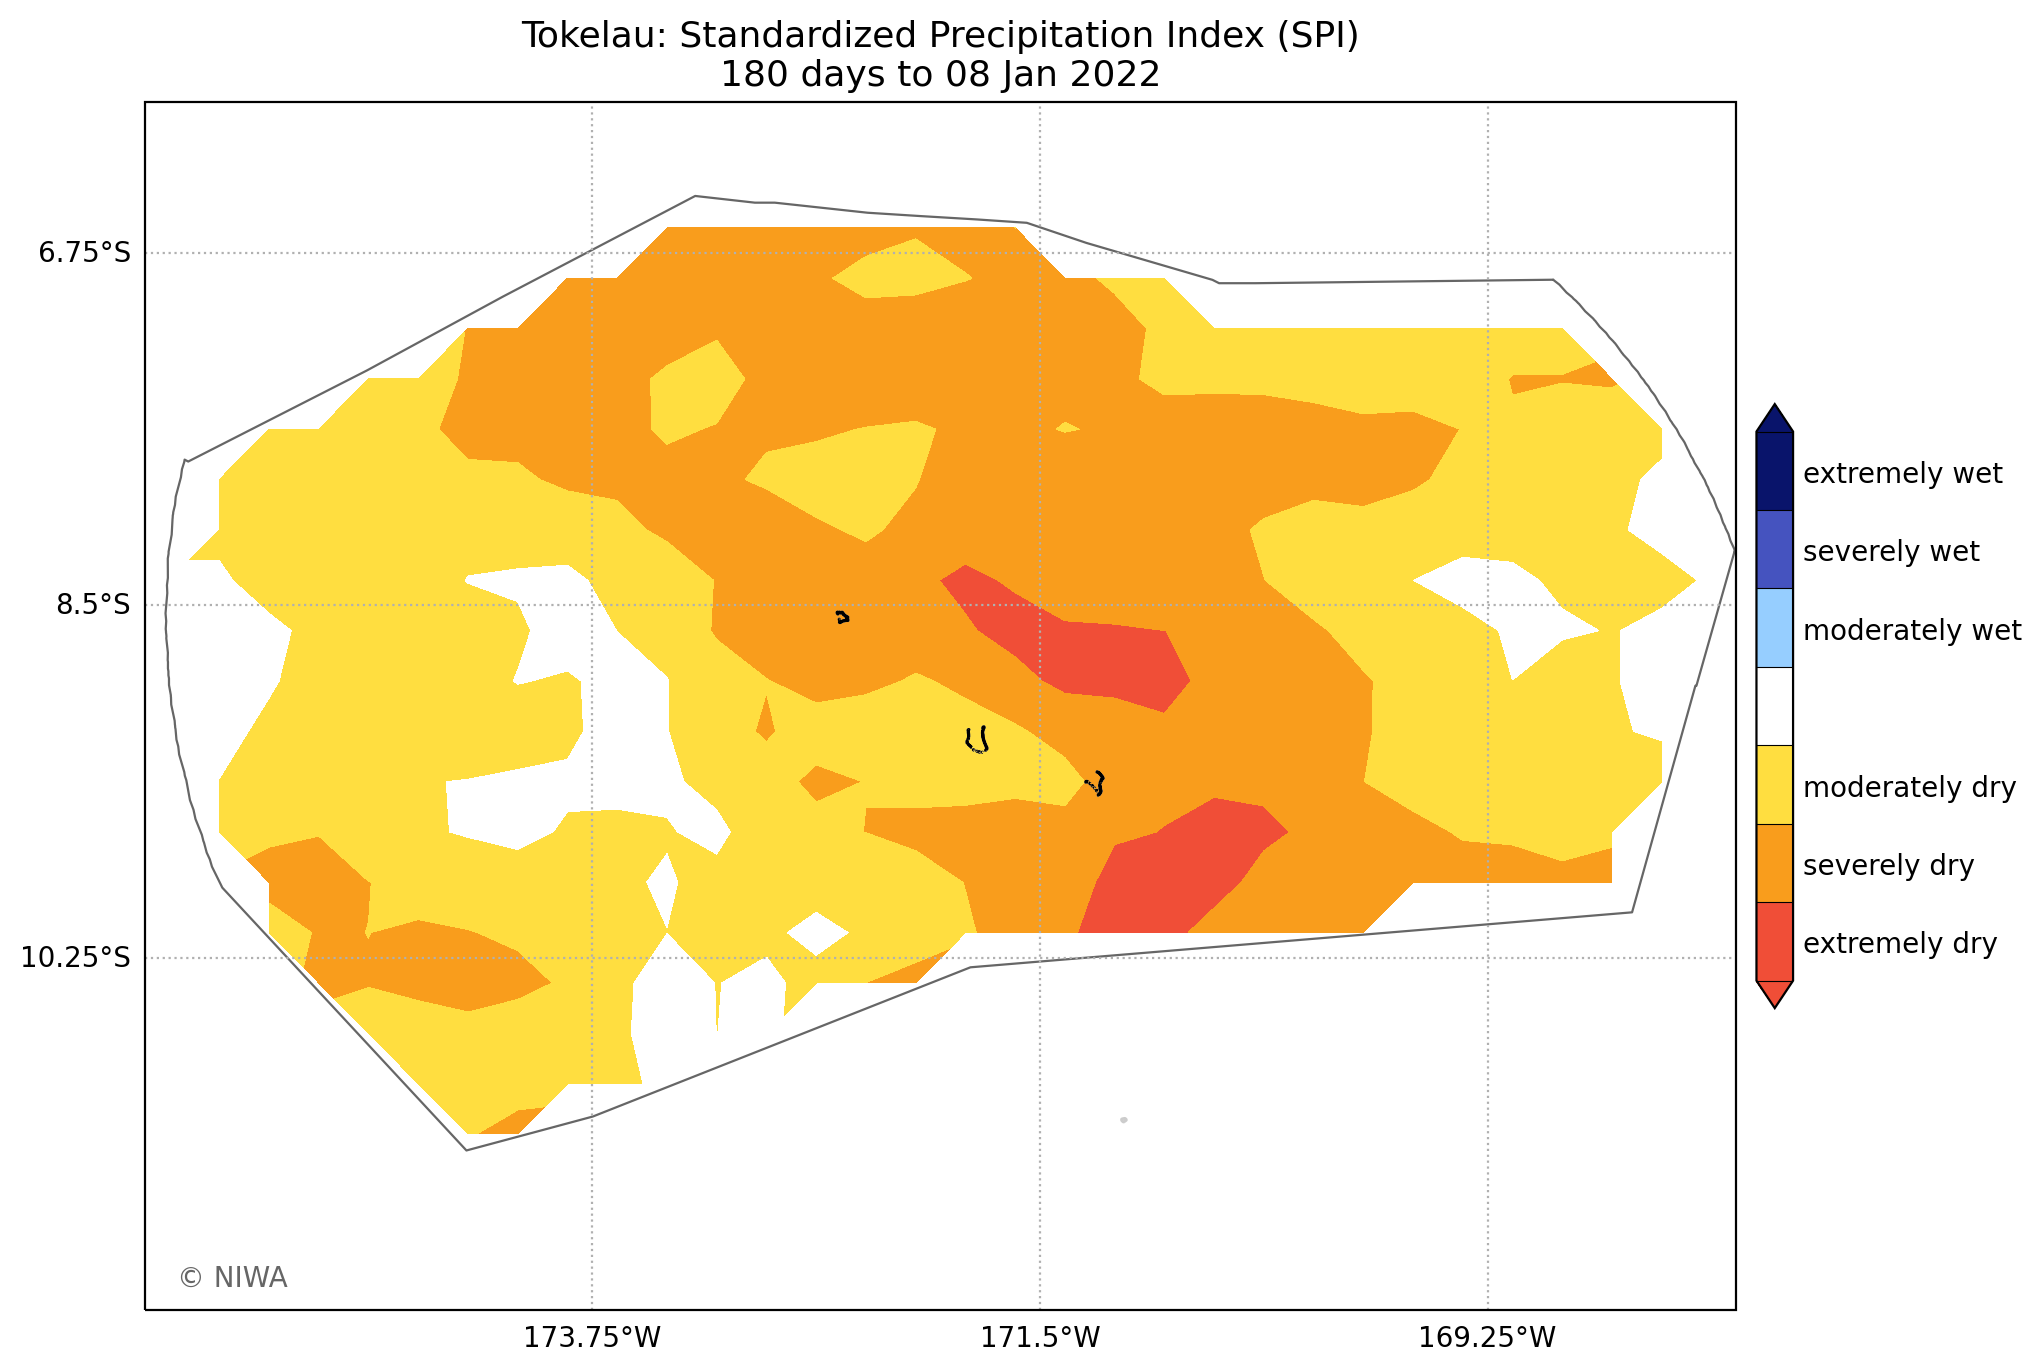 Tokelau: Standardized Precipitation Index (SPI)
180 days to 08 Jan 2022
6.75°S
8.5°S
10.25°S
173.75°W
171.5°W
169.25°W
extremely wet
severely wet
moderately wet
moderately dry
severely dry
extremely dry
© NIWA